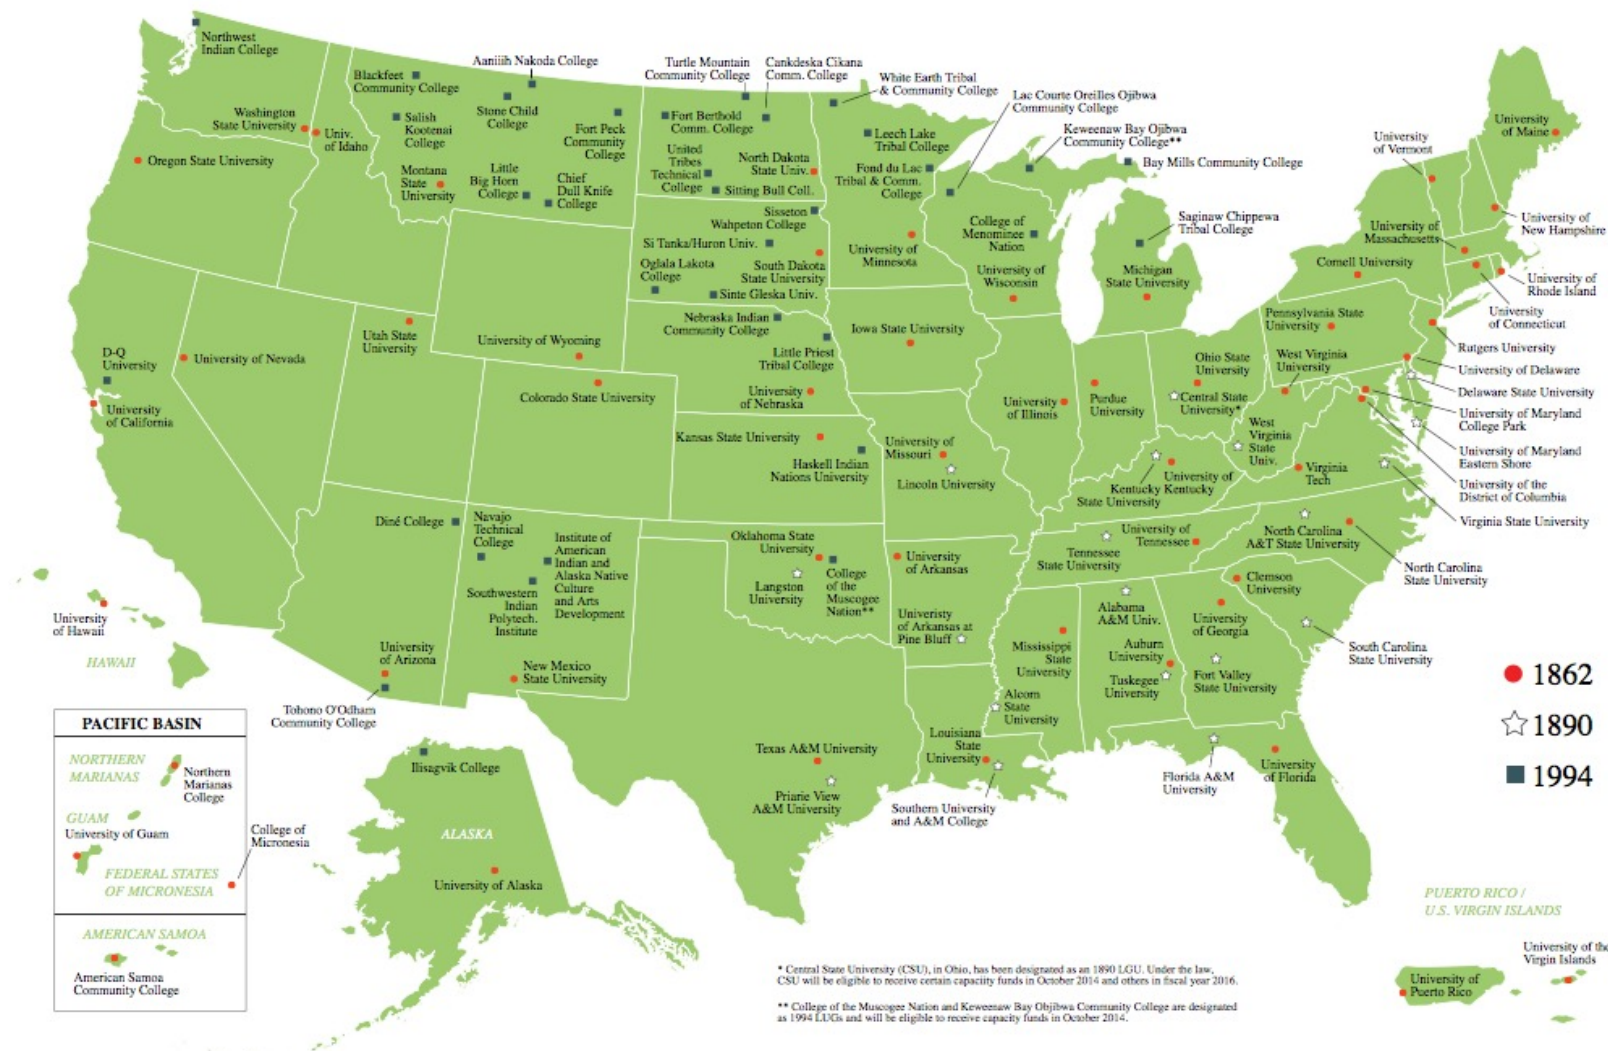 Northwest
Indian College
Blackfeet
Community College
Aaniiih Nakoda College
Turtle Mountain
Community College
Cankdeska Cikana
Comm. College
White Earth Tribal
& Community College
Lac Courte Oreilles Ojibwa
Community College
Keweenaw Bay Ojibwa
Community College**
Bay Mills Community College
Washington
State University
Univ.
of Idaho
Salish
Kootenai
College
Stone Child
College
Fort Peck
Community
College
Fort Berthold
Comm. College
Leech Lake
Tribal College
University
of Vermont
University
of Maine
Oregon State University
Montana
State
University
Little
Big Horn
College
Chief
Dull Knife
College
United
Tribes
Technical
College
North Dakota
State Univ.
Sitting Bull Coll.
Fond du Lac
Tribal & Comm.
College
Sisseton
Wahpeton College
Si Tanka/Huron Univ.
Oglala Lakota
College
South Dakota
State University
Sinte Gleska Univ.
University of
Minnesota
College of
Menominee
Nation
University of
Wisconsin
Saginaw Chippewa
Tribal College
Michigan
State University
University of
Massachusetts
Cornell University
University of
New Hampshire
University of
Rhode Island
University
of Connecticut
D-Q
University
University of Nevada
Utah State
University
University of Wyoming
Nebraska Indian
Community College
Little Priest
Tribal College
Iowa State University
Pennsylvania State
University
Rutgers University
University of Delaware
Delaware State University
University of Maryland
College Park
University of Maryland
Eastern Shore
University of the
District of Columbia
Virginia State University
University
of California
Colorado State University
University
of Nebraska
University
of Illinois
Purdue
University
Ohio State
University
Central State
University*
West Virginia
University
West
Virginia
State
Univ.
Virginia
Tech
Kansas State University
Haskell Indian
Nations University
University of
Missouri
Lincoln University
Kentucky
State University
University of
Kentucky
Diné College
Navajo
Technical
College
Institute of
American
Indian and
Alaska Native
Culture
and Arts
Development
Southwestern
Indian
Polytech.
Institute
Oklahoma State
University
Langston
University
College
of the
Muscogee
Nation**
University
of Arkansas
Univeristy
of Arkansas at
Pine Bluff
Tennessee
State University
University of
Tennessee
North Carolina
A&T State University
North Carolina
State University
Clemson
University
South Carolina
State University
University
of Hawaii
HAWAII
University
of Arizona
Tohono O'Odham
Community College
New Mexico
State University
Mississippi
State
University
Alcorn
State
University
Alabama
A&M Univ.
Auburn
University
Tuskegee
University
University
of Georgia
Fort Valley
State University
Texas A&M University
Priarie View
A&M University
Louisiana
State
University
Southern University
and A&M College
Florida A&M
University
University
of Florida
1862
1890
1994
PACIFIC BASIN
NORTHERN
MARIANAS
Northern
Marianas
College
GUAM
University of Guam
College of
Micronesia
FEDERAL STATES
OF MICRONESIA
AMERICAN SAMOA
American Samoa
Community College
Ilisagvik College
ALASKA
University of Alaska
PUERTO RICO /
U.S. VIRGIN ISLANDS
University of the
Virgin Islands
University of
Puerto Rico
* Central State University (CSU), in Ohio, has been designated as an 1890 LGU. Under the law,
CSU will be eligible to receive certain capaciity funds in October 2014 and others in fiscal year 2016.
** College of the Muscogee Nation and Keweenaw Bay Objibwa Community College are designated
as 1994 LUGs and will be eligible to receive capacity funds in October 2014.